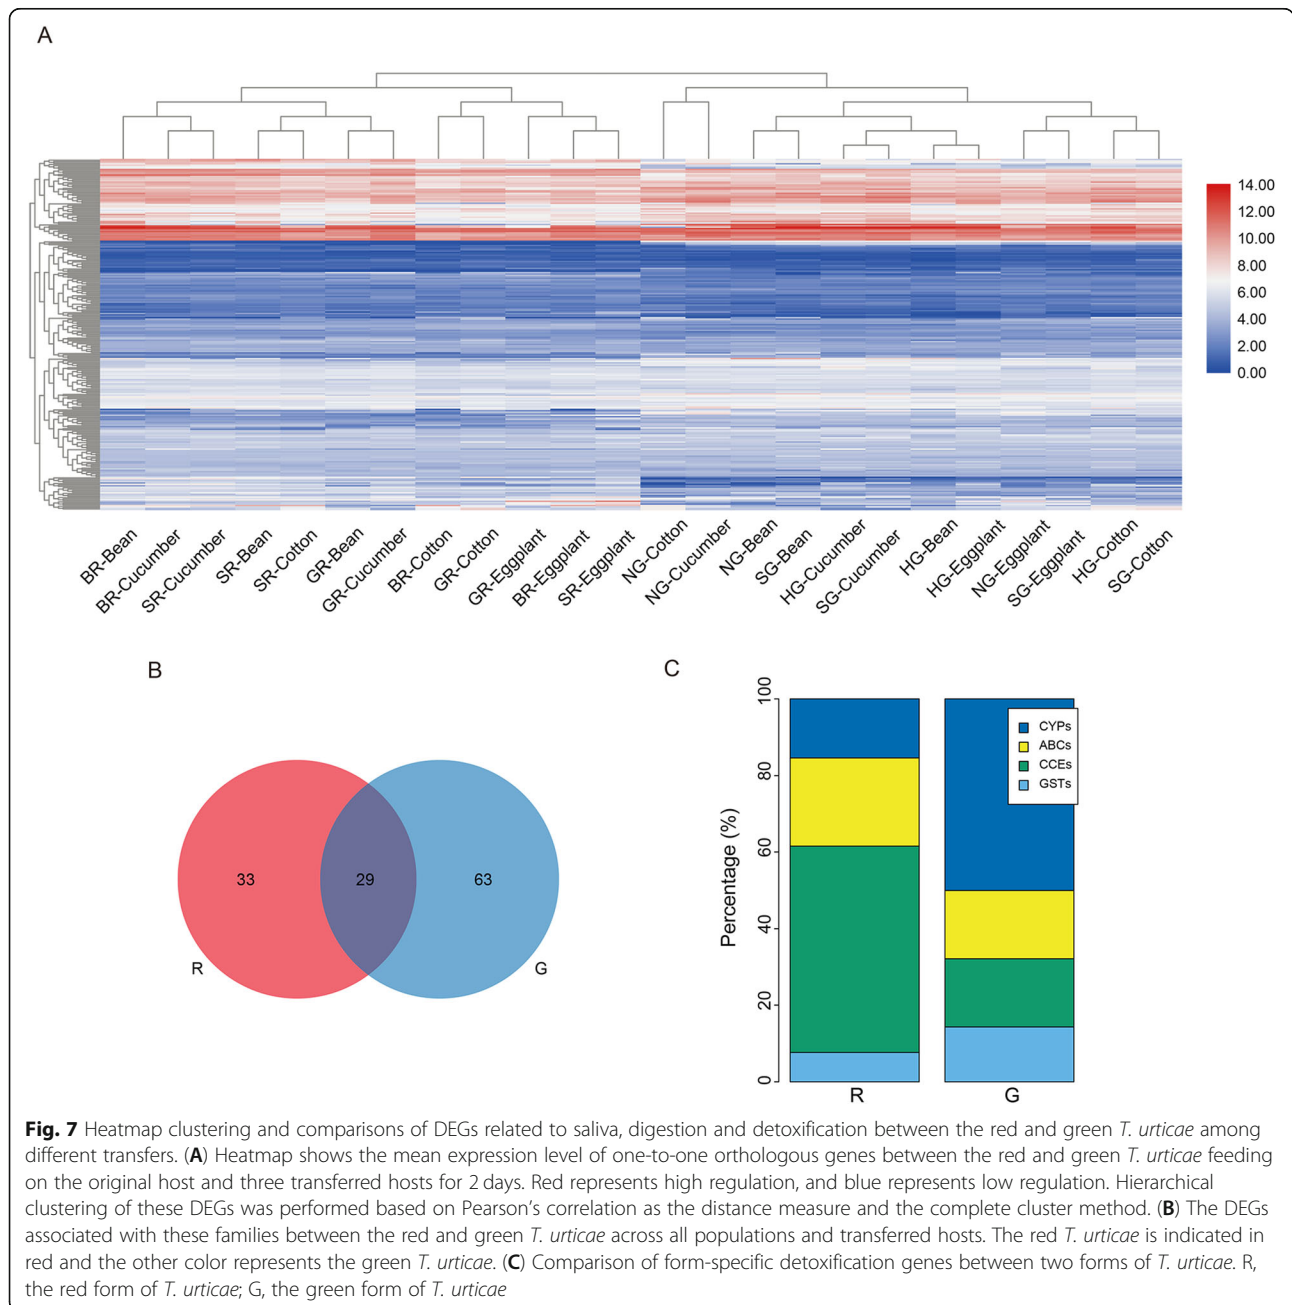 A
14.00
12.00
10.00
8.00
6.00
4.00
2.00
0.00
BR-Bean
BR-Cucumber
SR-Cucumber
SR-Bean
SR-Cotton
GR-Bean
GR-Cucumber
BR-Cotton
GR-Cotton
GR-Eggplant
BR-Eggplant
SR-Eggplant
NG-Cotton
NG-Cucumber
NG-Bean
SG-Bean
HG-Cucumber
SG-Cucumber
HG-Bean
HG-Eggplant
NG-Eggplant
SG-Eggplant
HG-Cotton
SG-Cotton
B
33
29
63
R
G
C
Percentage (%)
100
80
60
40
20
0
CYPs
ABCs
CCEs
GSTs
R
G
Fig. 7 Heatmap clustering and comparisons of DEGs related to saliva, digestion and detoxification between the red and green T. urticae among
different transfers. (A) Heatmap shows the mean expression level of one-to-one orthologous genes between the red and green T. urticae feeding
on the original host and three transferred hosts for 2 days. Red represents high regulation, and blue represents low regulation. Hierarchical
clustering of these DEGs was performed based on Pearson's correlation as the distance measure and the complete cluster method. (B) The DEGs
associated with these families between the red and green T. urticae across all populations and transferred hosts. The red T. urticae is indicated in
red and the other color represents the green T. urticae. (C) Comparison of form-specific detoxification genes between two forms of T. urticae. R,
the red form of T. urticae; G, the green form of T. urticae